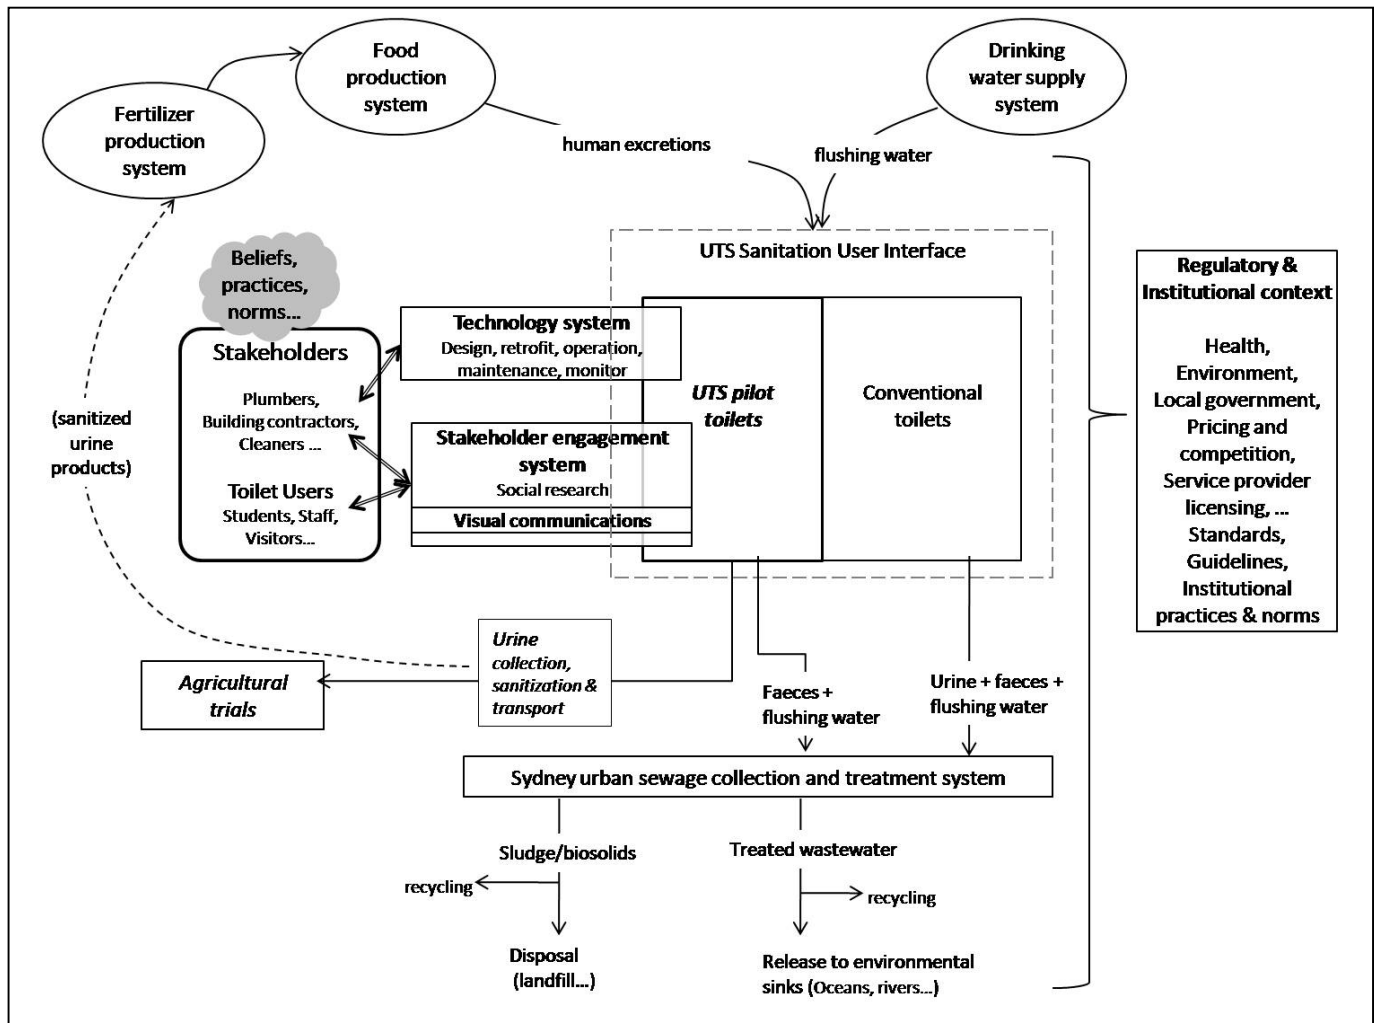 Food
production
system
Drinking
water supply
system
Fertilizer
production
system
human excretions
flushing water
UTS Sanitation User Interface
Beliefs,
practices,
norms...
Stakeholders
Plumbers,
Building contractors,
Cleaners ...
Toilet Users
Students, Staff,
Visitors...
Technology system
Design, retrofit, operation,
maintenance, monitor
Stakeholder engagement
system
Social research
Visual communications
UTS pilot
toilets
Conventional
toilets
Regulatory &
Institutional context
Health,
Environment,
Local government,
Pricing and
competition,
Service provider
licensing, ...
Standards,
Guidelines,
Institutional
practices & norms
(sanitized
urine
products)
Urine
collection,
sanitization &
transport
Agricultural
trials
Faeces +
flushing water
Urine + faeces +
flushing water
Sydney urban sewage collection and treatment system
Sludge/biosolids
Treated wastewater
recycling
recycling
Disposal
(landfill...)
Release to environmental
sinks (Oceans, rivers...)